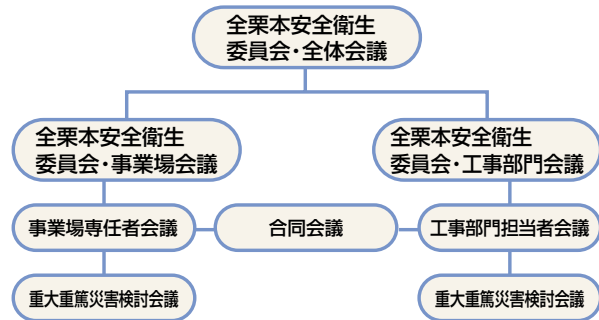 全栗本安全衛生
委員会・全体会議
全栗本安全衛生
委員会・事業場会議
全栗本安全衛生
委員会・工事部門会議
事業場専任者会議
合同会議
工事部門担当者会議
重大重篤災害検討会議
重大重篤災害検討会議